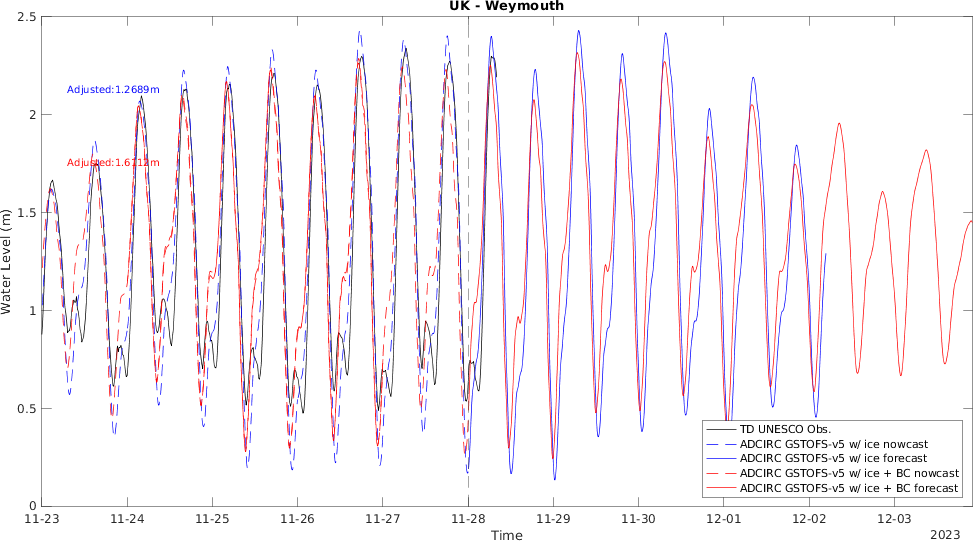 UK - Weymouth
2.5
2
1.5
1
0.5
0
Water Level (m)
Adjusted:1.2689m
Adjusted:1.6112m
TD UNESCO Obs.
ADCIRC GSTOFS-v5 w/ ice nowcast
ADCIRC GSTOFS-v5 w/ ice forecast
ADCIRC GSTOFS-v5 w/ ice + BC nowcast
ADCIRC GSTOFS-v5 w/ ice + BC forecast
11-23 11-24 11-25 11-26 11-27 11-28 11-29 11-30 12-01 12-02 12-03
Time
2023